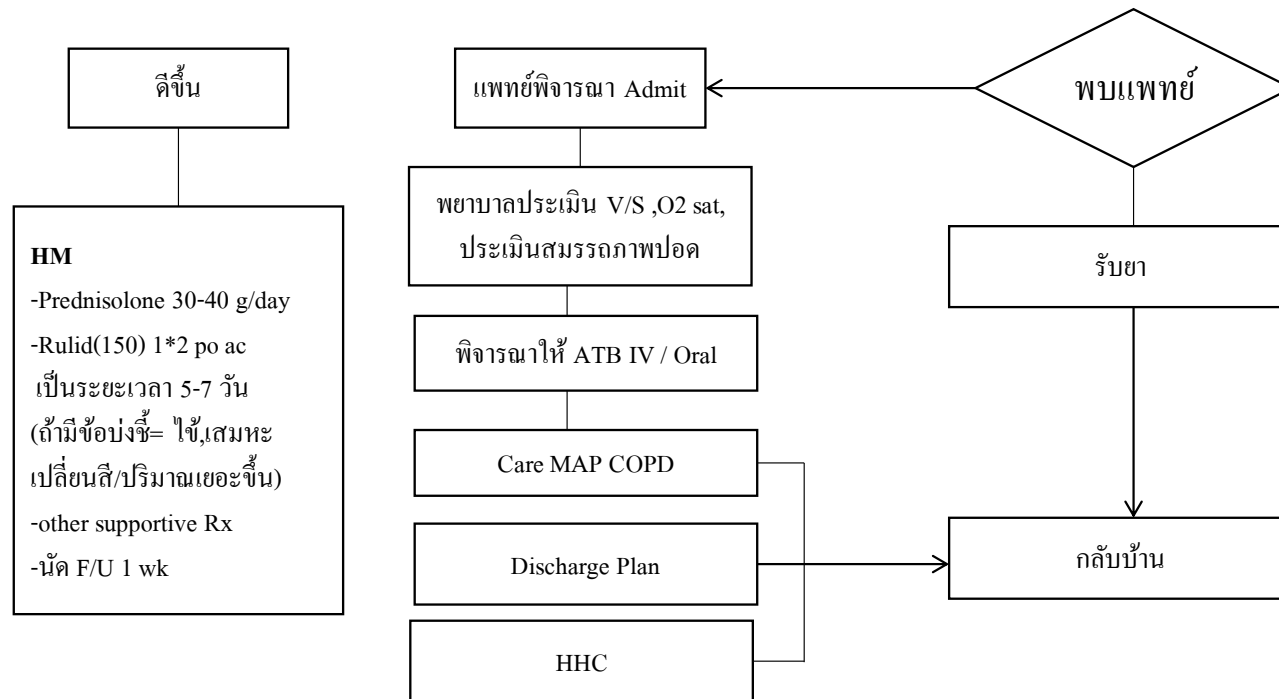 ดีขึ้น
HM
-Prednisolone 30-40 g/day
-Rulid(150) 1*2 po ac
เป็นระยะเวลา 5-7 วัน
(ถ้ามีข้อบ่งชี้= ไข้,เสมหะ
เปลี่ยนสี/ปริมาณเยอะขึ้น)
-other supportive Rx
-นัด F/U 1 wk
แพทย์พิจารณา Admit
พยาบาลประเมิน V/S ,O2 sat,
ประเมินสมรรถภาพปอด
พิจารณาให้ ATB IV / Oral
Care MAP COPD
Discharge Plan
HHC
พบแพทย์
รับยา
กลับบ้าน